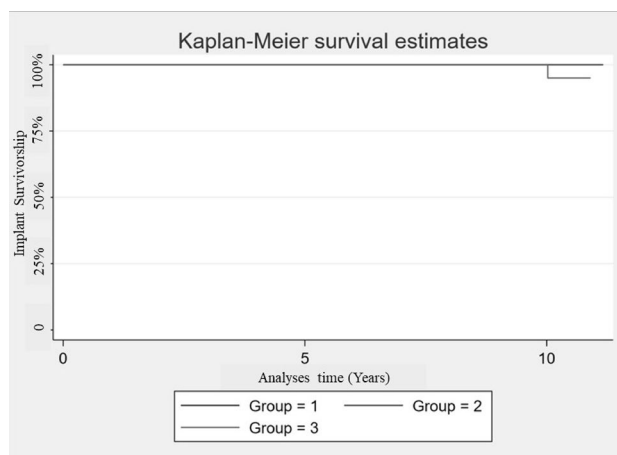 Kaplan-Meier survival estimates
100%
75%
50%
25%
0
Implant Survivorship
0 5 10
Analyses time (Years)
Group = 1 Group = 2
Group = 3